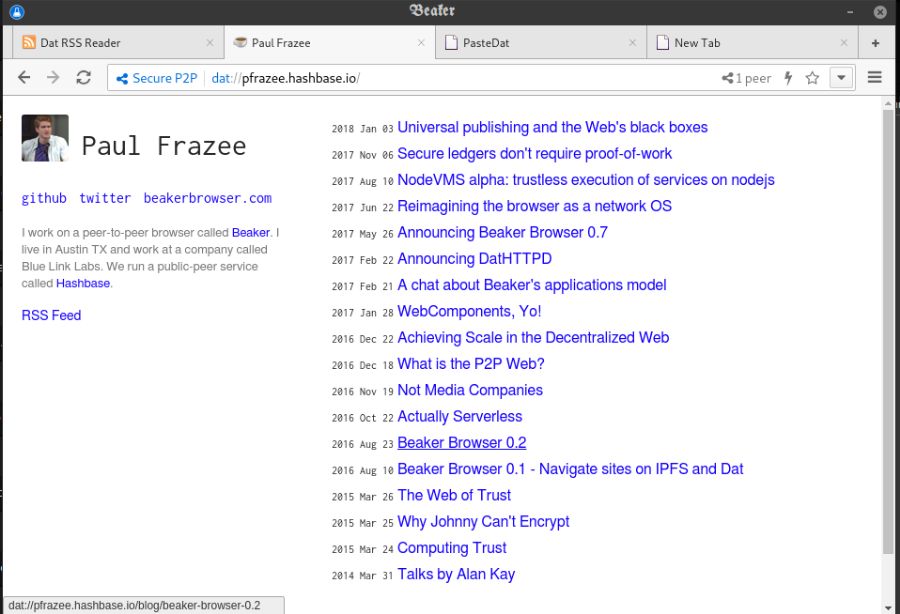 Beaker
Dat RSS Reader
Paul Frazee
PasteDat
New Tab
Secure P2P
dat://pfrazee.hashbase.io/
1 peer
Paul Frazee
github twitter beakerbrowser.com
I work on a peer-to-peer browser called Beaker. I
live in Austin TX and work at a company called
Blue Link Labs. We run a public-peer service
called Hashbase.
RSS Feed
2018 Jan 03 Universal publishing and the Web's black boxes
2017 Nov 06 Secure ledgers don't require proof-of-work
2017 Aug 10 NodeVMS alpha: trustless execution of services on nodejs
2017 Jun 22 Reimagining the browser as a network OS
2017 May 26 Announcing Beaker Browser 0.7
2017 Feb 22 Announcing DatHTTPD
2017 Feb 21 A chat about Beaker's applications model
2017 Jan 28 WebComponents, Yo!
2016 Dec 22 Achieving Scale in the Decentralized Web
2016 Dec 18 What is the P2P Web?
2016 Nov 19 Not Media Companies
2016 Oct 22 Actually Serverless
2016 Aug 23 Beaker Browser 0.2
2016 Aug 10 Beaker Browser 0.1 - Navigate sites on IPFS and Dat
2015 Mar 26 The Web of Trust
2015 Mar 25 Why Johnny Can't Encrypt
2015 Mar 24 Computing Trust
2014 Mar 31 Talks by Alan Kay
dat://pfrazee.hashbase.io/blog/beaker-browser-0.2